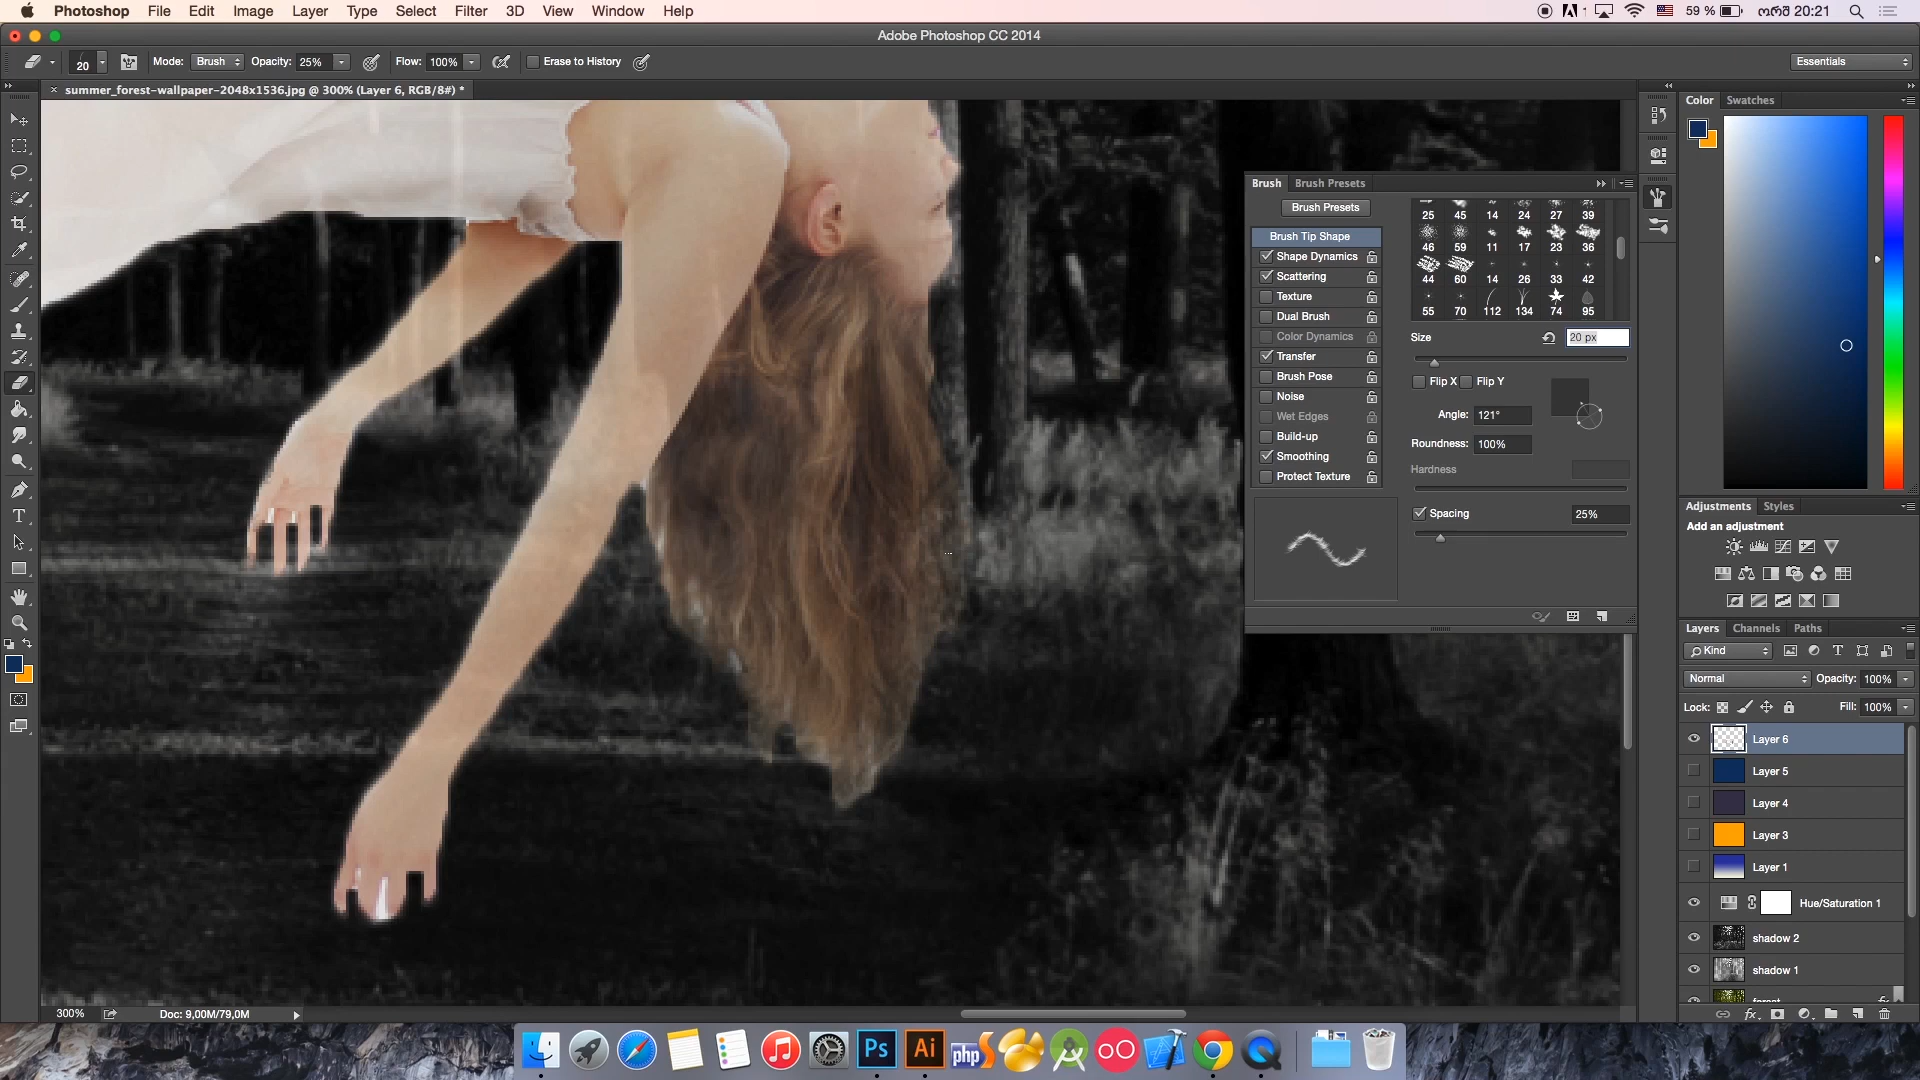 Photoshop File Edit Image Layer Type Select Filter 3D View Window Help 59 % ორშ 20:21
Adobe Photoshop CC 2014
20 Mode: Brush Opacity: 25% Flow: 100% Erase to History Essentials
summer_forest-wallpaper-2048x1536.jpg @ 300% (Layer 6, RGB/8#) *
Color Swatches
Brush Brush Presets
Brush Presets
25 45 14 24 27 39
Brush Tip Shape
46 59 11 17 23 36
Shape Dynamics
Scattering
44 60 14 26 33 42
Texture
55 70 112 134 74 95
Dual Brush
Color Dynamics
Size 20 px
Transfer
Brush Pose
Flip X Flip Y
Noise
Wet Edges
Angle: 121°
Build-up
Roundness: 100%
Smoothing
Hardness
Protect Texture
Spacing 25%
Adjustments Styles
Add an adjustment
Layers Channels Paths
Kind
Normal Opacity: 100%
Lock: Fill: 100%
Layer 6
Layer 5
Layer 4
Layer 3
Layer 1
Hue/Saturation 1
shadow 2
shadow 1
forest
300% Doc: 9,00M/79,0M
Ps Ai php